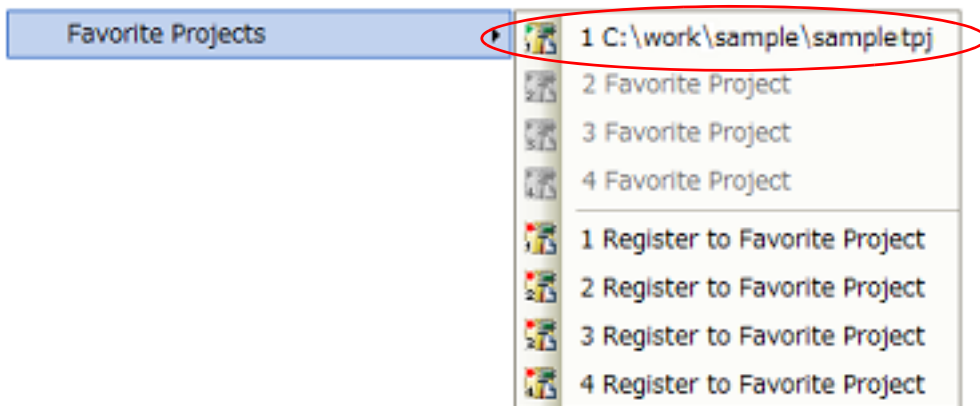 Favorite Projects
1 C:\work\sample\sample.tpj
2 Favorite Project
3 Favorite Project
4 Favorite Project
1 Register to Favorite Project
2 Register to Favorite Project
3 Register to Favorite Project
4 Register to Favorite Project